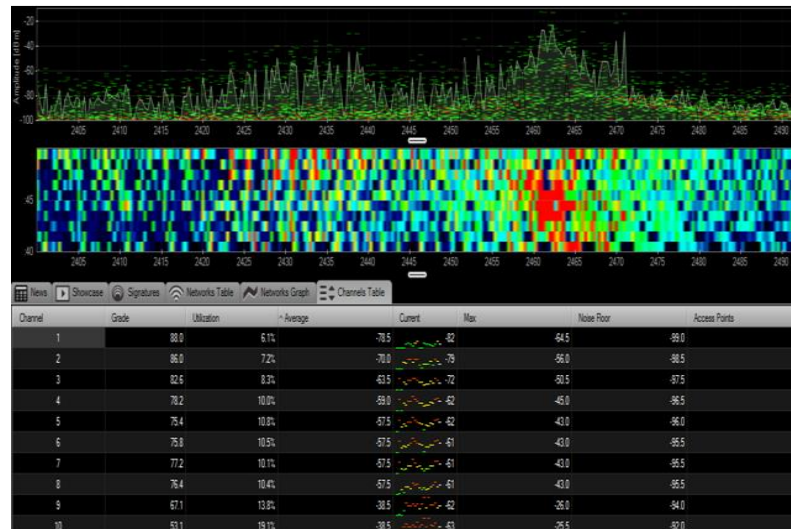 -20
-40
-60
-80
-100
Amplitude [dB m]
2405 2410 2415 2420 2425 2430 2435 2440 2445 2450 2455 2460 2465 2470 2475 2480 2485 2490
:45
:40
2405 2410 2415 2420 2425 2430 2435 2440 2445 2450 2455 2460 2465 2470 2475 2480 2485 2490
News Showcase Signatures Networks Table Networks Graph Channels Table
Channel Grade Utilization ^ Average Current Max Noise Floor Access Points
1 88.0 6.1% -78.5 -82 -64.5 -99.0
2 86.0 7.2% -70.0 -79 -56.0 -98.5
3 82.6 8.3% -63.5 -72 -50.5 -97.5
4 78.2 10.0% -59.0 -62 -45.0 -96.5
5 75.4 10.8% -57.5 -62 -43.0 -96.0
6 75.8 10.5% -57.5 -61 -43.0 -95.5
7 77.2 10.1% -57.5 -61 -43.0 -95.5
8 76.4 10.4% -57.5 -61 -43.0 -95.5
9 67.1 13.8% -38.5 -62 -26.0 -94.0
10 53.1 19.1% -38.5 -63 -25.5 -92.0